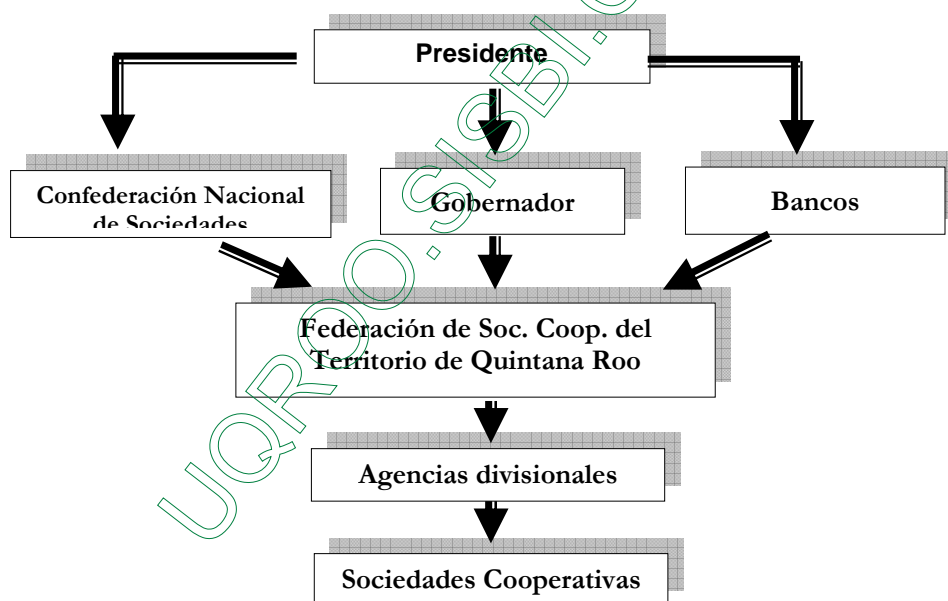 Presidente
Confederación Nacional
de Sociedades
Gobernador
Bancos
Federación de Soc. Coop. del
Territorio de Quintana Roo
Agencias divisionales
Sociedades Cooperativas
UQROO.SISBI.